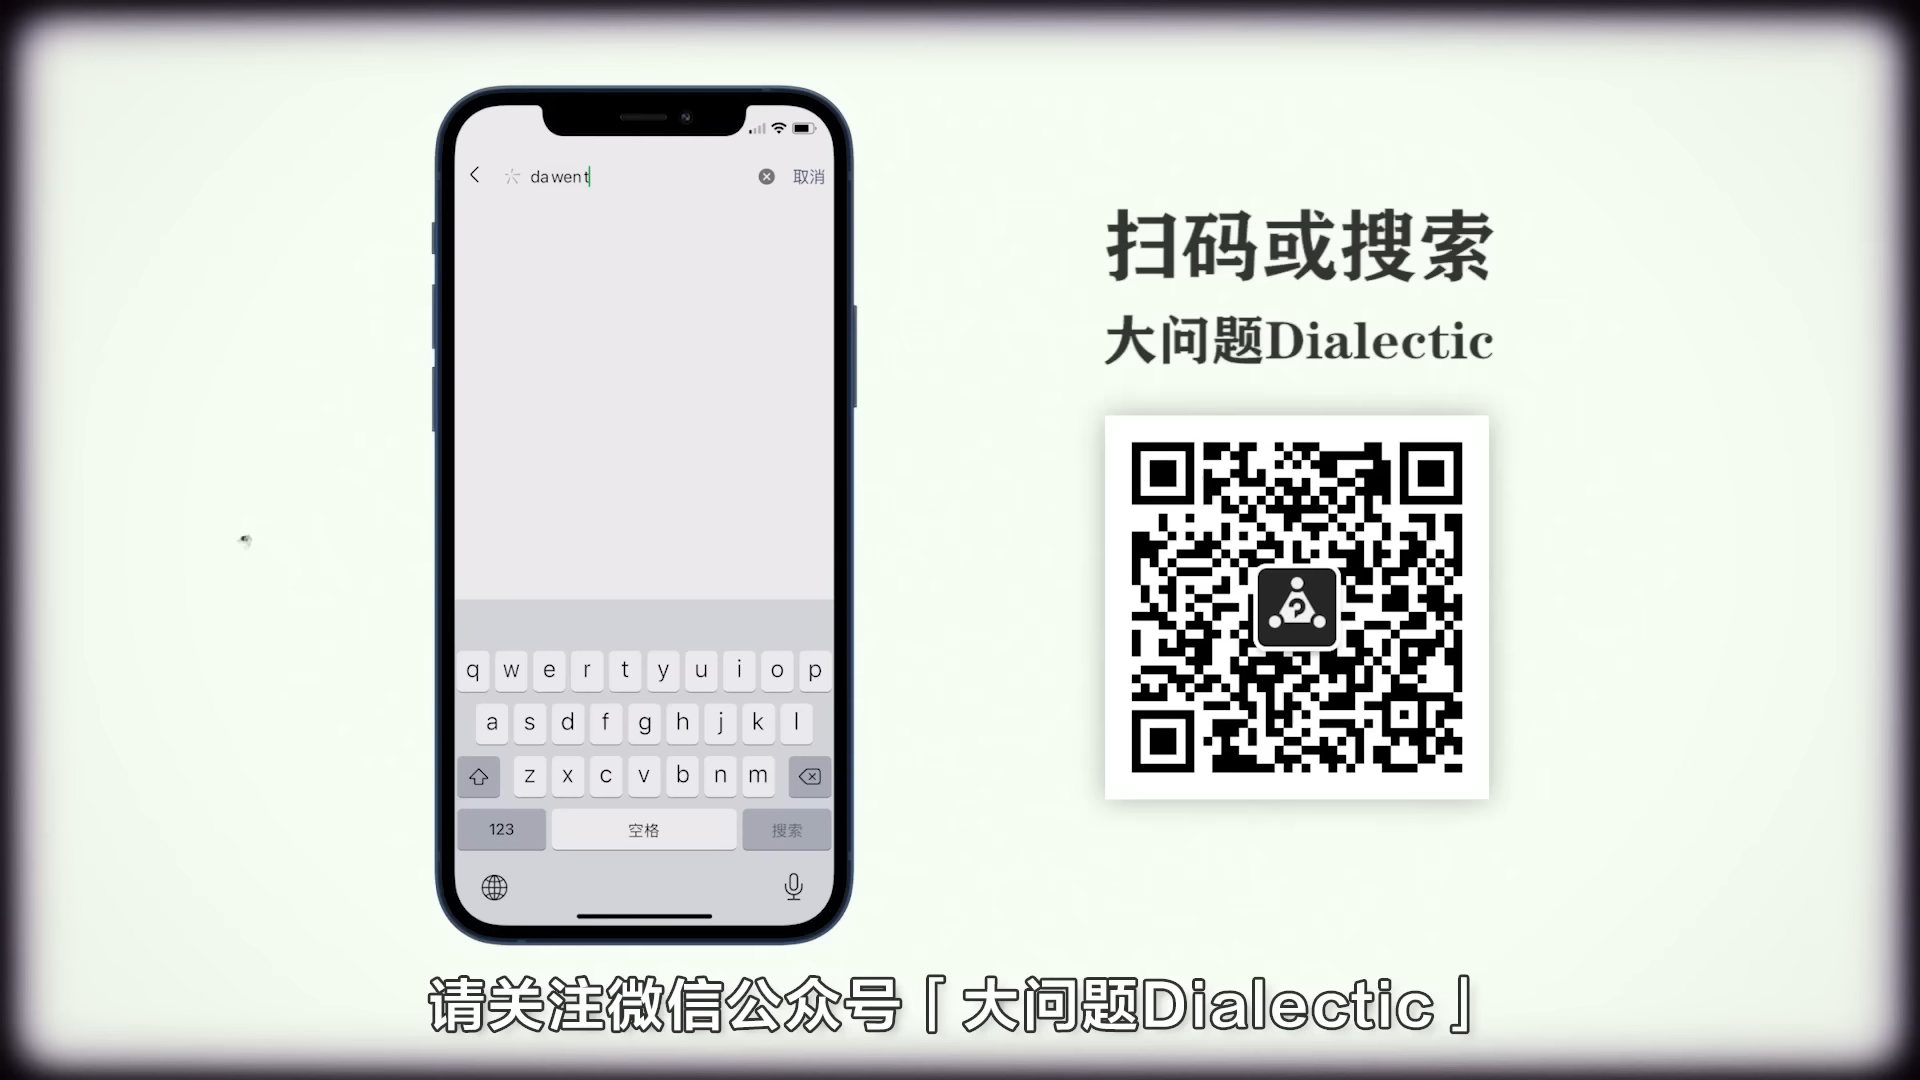 da wen t
取消
扫码或搜索
大问题Dialectic
q w e r t y u i o p
a s d f g h j k l
z x c v b n m
123 空格 搜索
请关注微信公众号「大问题Dialectic」